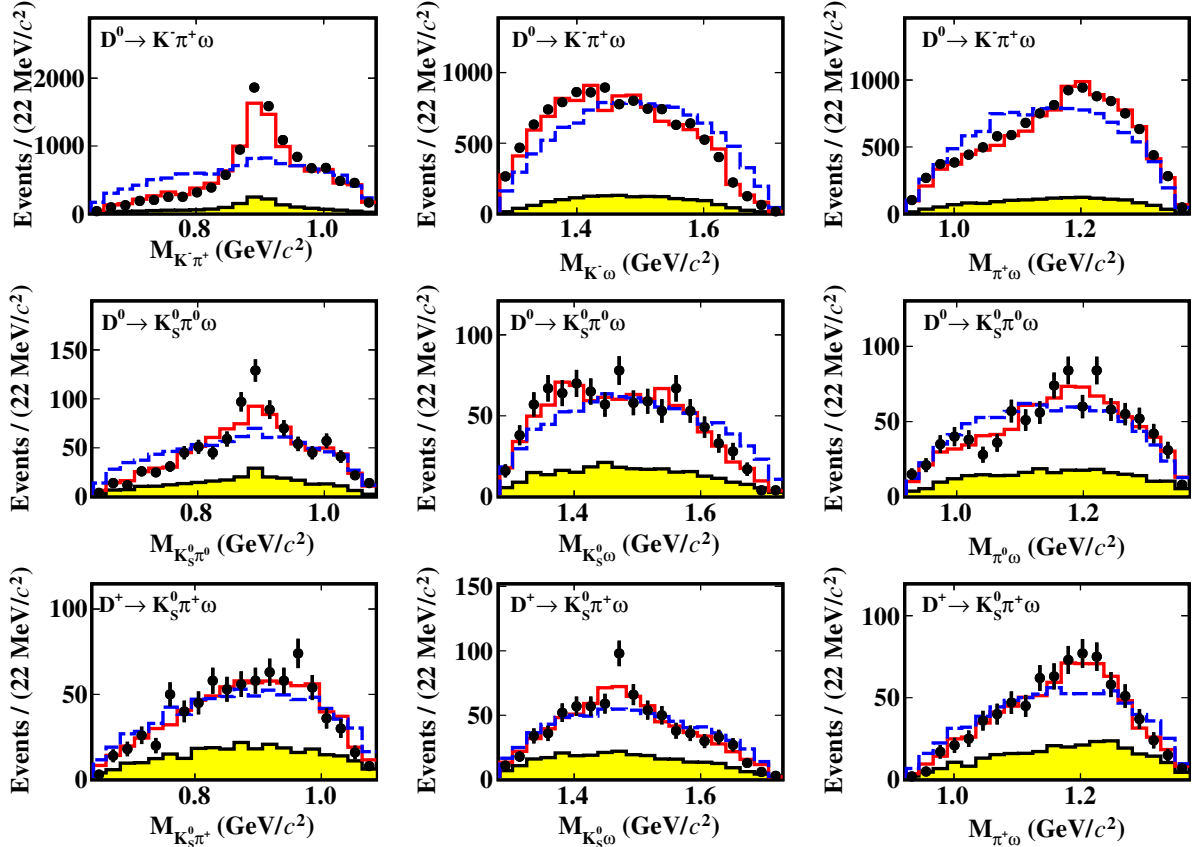 D⁰→ K⁻π⁺ω
Events / (22 MeV/c²)
2000
1000
0
0.8 1.0
M_{K⁻π⁺} (GeV/c²)
D⁰→ K⁻π⁺ω
Events / (22 MeV/c²)
1000
500
0
1.4 1.6
M_{K⁻ω} (GeV/c²)
D⁰→ K⁻π⁺ω
Events / (22 MeV/c²)
1000
500
0
1.0 1.2
M_{π⁺ω} (GeV/c²)
D⁰→ K_S⁰π⁰ω
Events / (22 MeV/c²)
150
100
50
0
0.8 1.0
M_{K_S⁰π⁰} (GeV/c²)
D⁰→ K_S⁰π⁰ω
Events / (22 MeV/c²)
100
50
0
1.4 1.6
M_{K_S⁰ω} (GeV/c²)
D⁰→ K_S⁰π⁰ω
Events / (22 MeV/c²)
100
50
0
1.0 1.2
M_{π⁰ω} (GeV/c²)
D⁺→ K_S⁰π⁺ω
Events / (22 MeV/c²)
100
50
0
0.8 1.0
M_{K_S⁰π⁺} (GeV/c²)
D⁺→ K_S⁰π⁺ω
Events / (22 MeV/c²)
150
100
50
0
1.4 1.6
M_{K_S⁰ω} (GeV/c²)
D⁺→ K_S⁰π⁺ω
Events / (22 MeV/c²)
100
50
0
1.0 1.2
M_{π⁺ω} (GeV/c²)